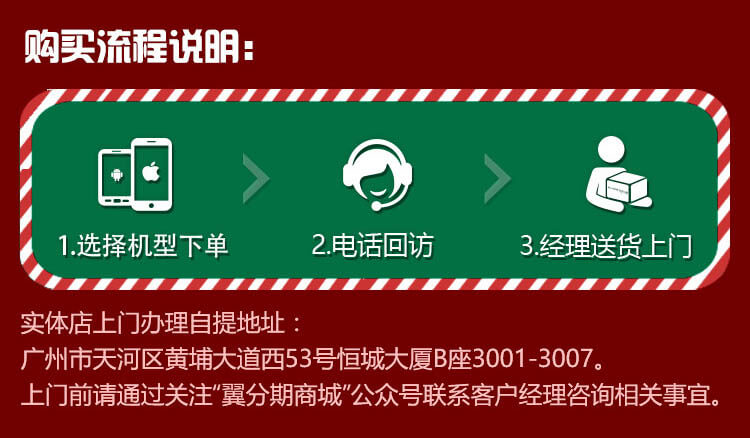 购买流程说明：
1.选择机型下单
2.电话回访
3.经理送货上门
实体店上门办理自提地址：
广州市天河区黄埔大道西53号恒城大厦B座3001-3007。
上门前请通过关注“翼分期商城”公众号联系客户经理咨询相关事宜。